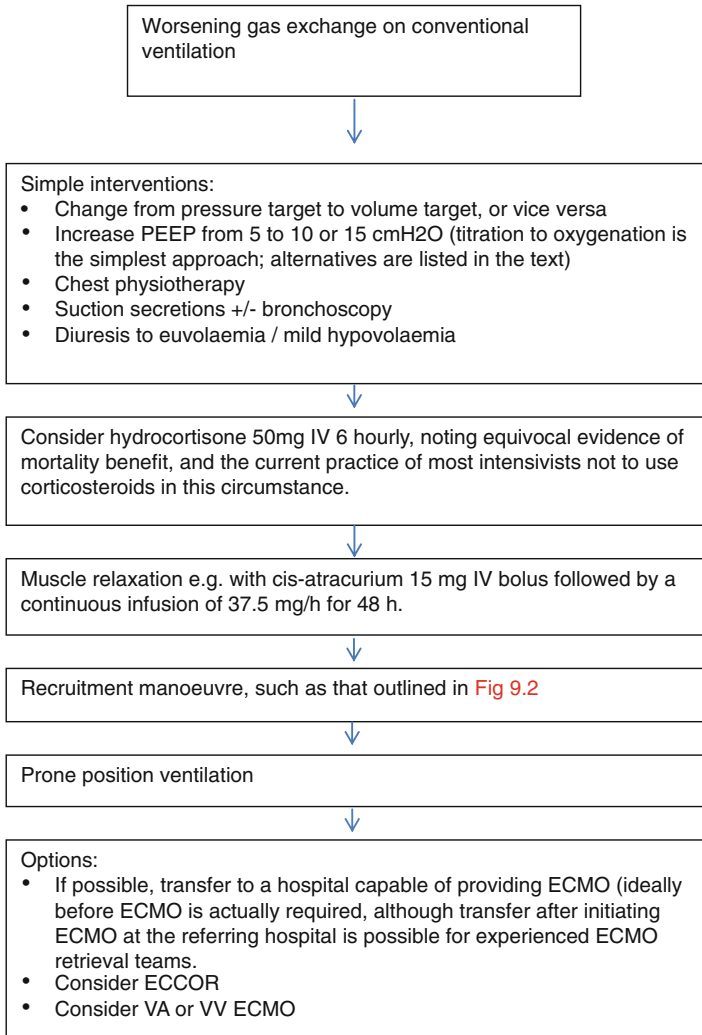 Worsening gas exchange on conventional
ventilation
Simple interventions:
• Change from pressure target to volume target, or vice versa
• Increase PEEP from 5 to 10 or 15 cmH2O (titration to oxygenation is
the simplest approach; alternatives are listed in the text)
• Chest physiotherapy
• Suction secretions +/- bronchoscopy
• Diuresis to euvolaemia / mild hypovolaemia
Consider hydrocortisone 50mg IV 6 hourly, noting equivocal evidence of
mortality benefit, and the current practice of most intensivists not to use
corticosteroids in this circumstance.
Muscle relaxation e.g. with cis-atracurium 15 mg IV bolus followed by a
continuous infusion of 37.5 mg/h for 48 h.
Recruitment manoeuvre, such as that outlined in Fig 9.2
Prone position ventilation
Options:
• If possible, transfer to a hospital capable of providing ECMO (ideally
before ECMO is actually required, although transfer after initiating
ECMO at the referring hospital is possible for experienced ECMO
retrieval teams.
• Consider ECCOR
• Consider VA or VV ECMO